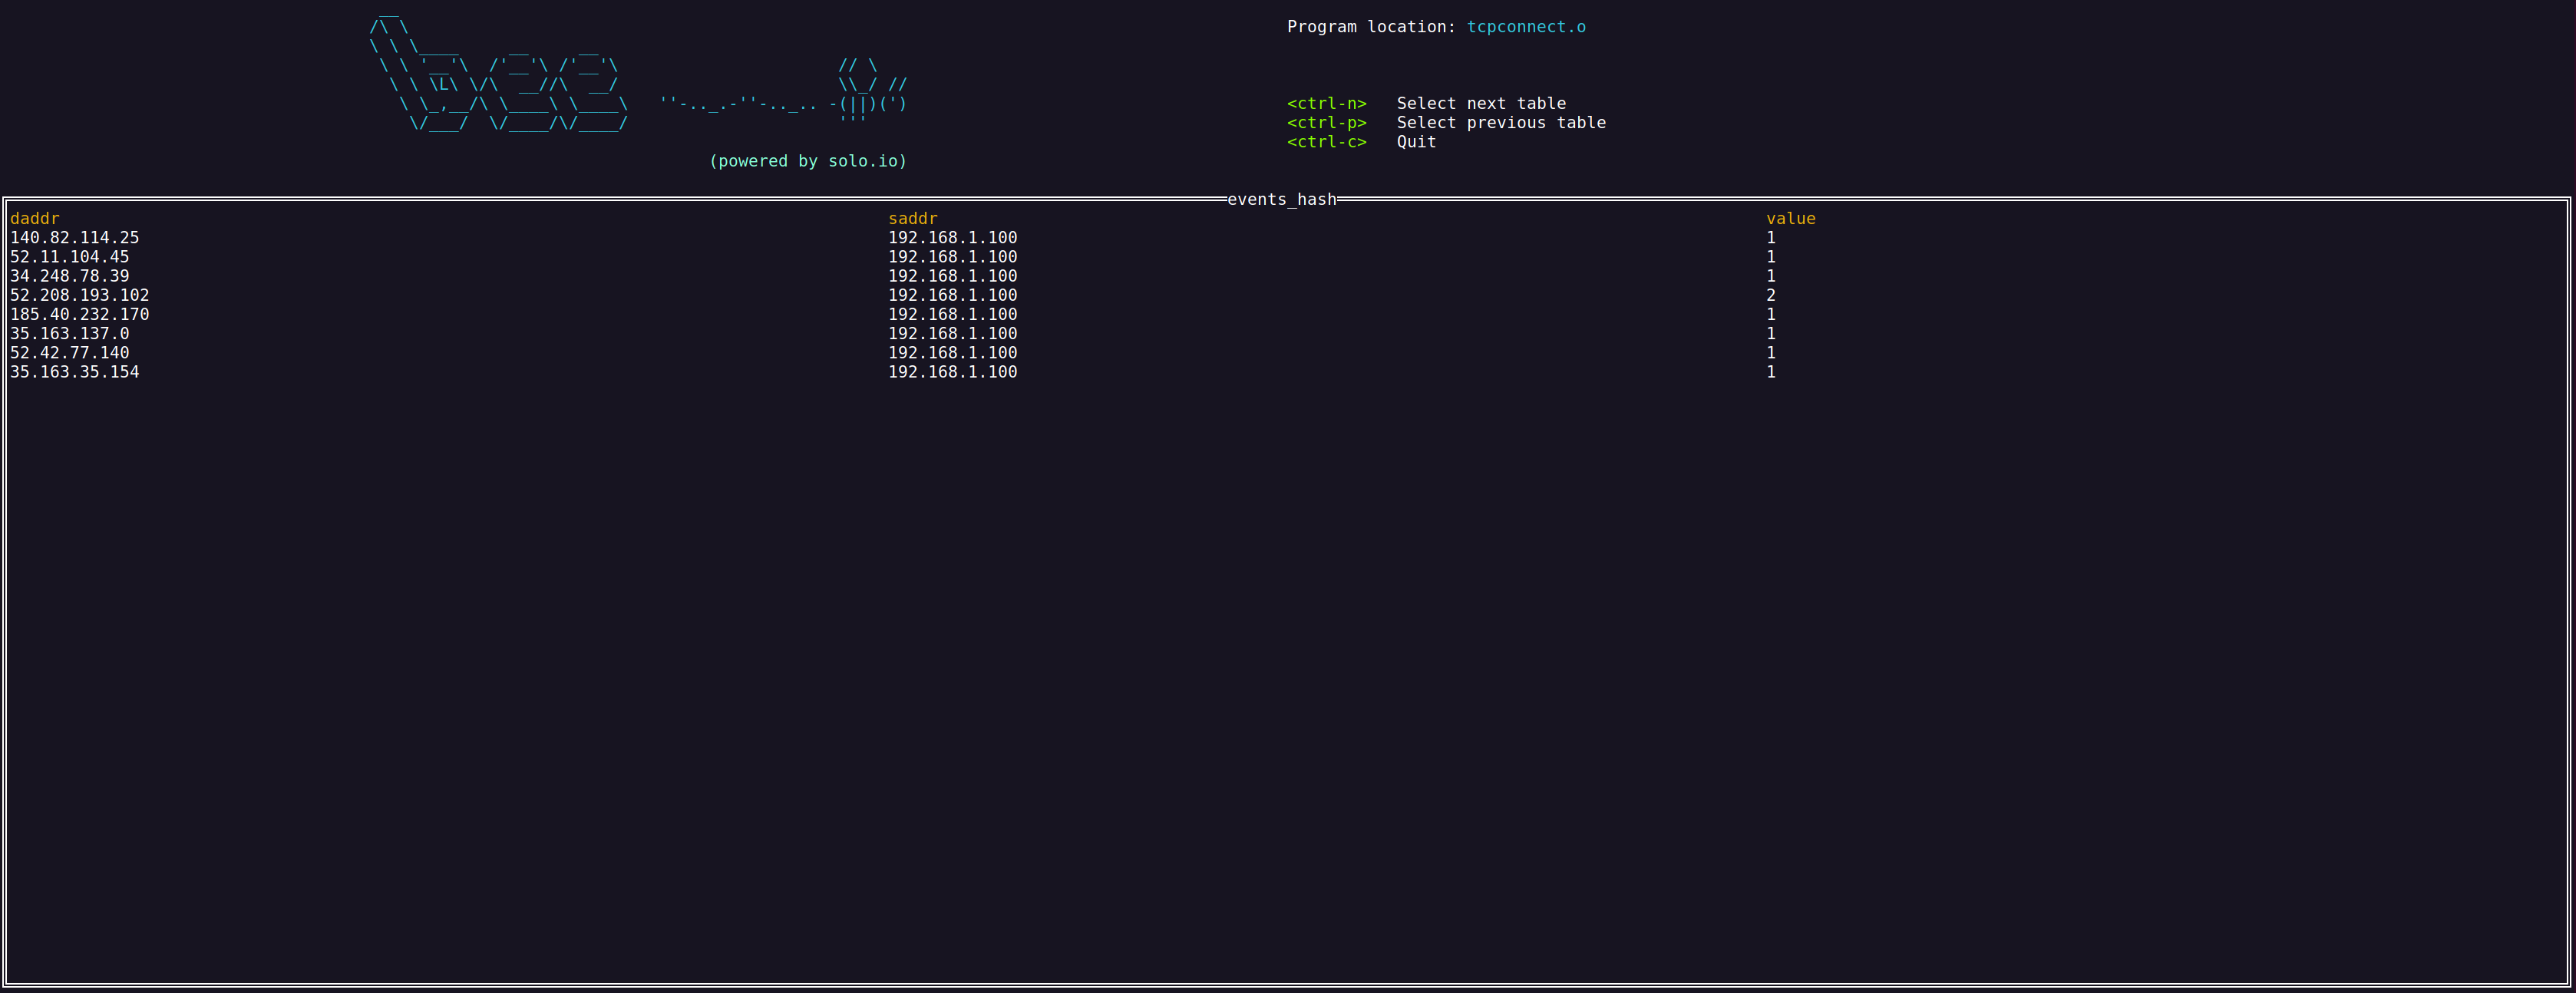 Program location: tcpconnect.o
<ctrl-n> Select next table
<ctrl-p> Select previous table
<ctrl-c> Quit
(powered by solo.io)
events_hash
daddr saddr value
140.82.114.25 192.168.1.100 1
52.11.104.45 192.168.1.100 1
34.248.78.39 192.168.1.100 1
52.208.193.102 192.168.1.100 2
185.40.232.170 192.168.1.100 1
35.163.137.0 192.168.1.100 1
52.42.77.140 192.168.1.100 1
35.163.35.154 192.168.1.100 1